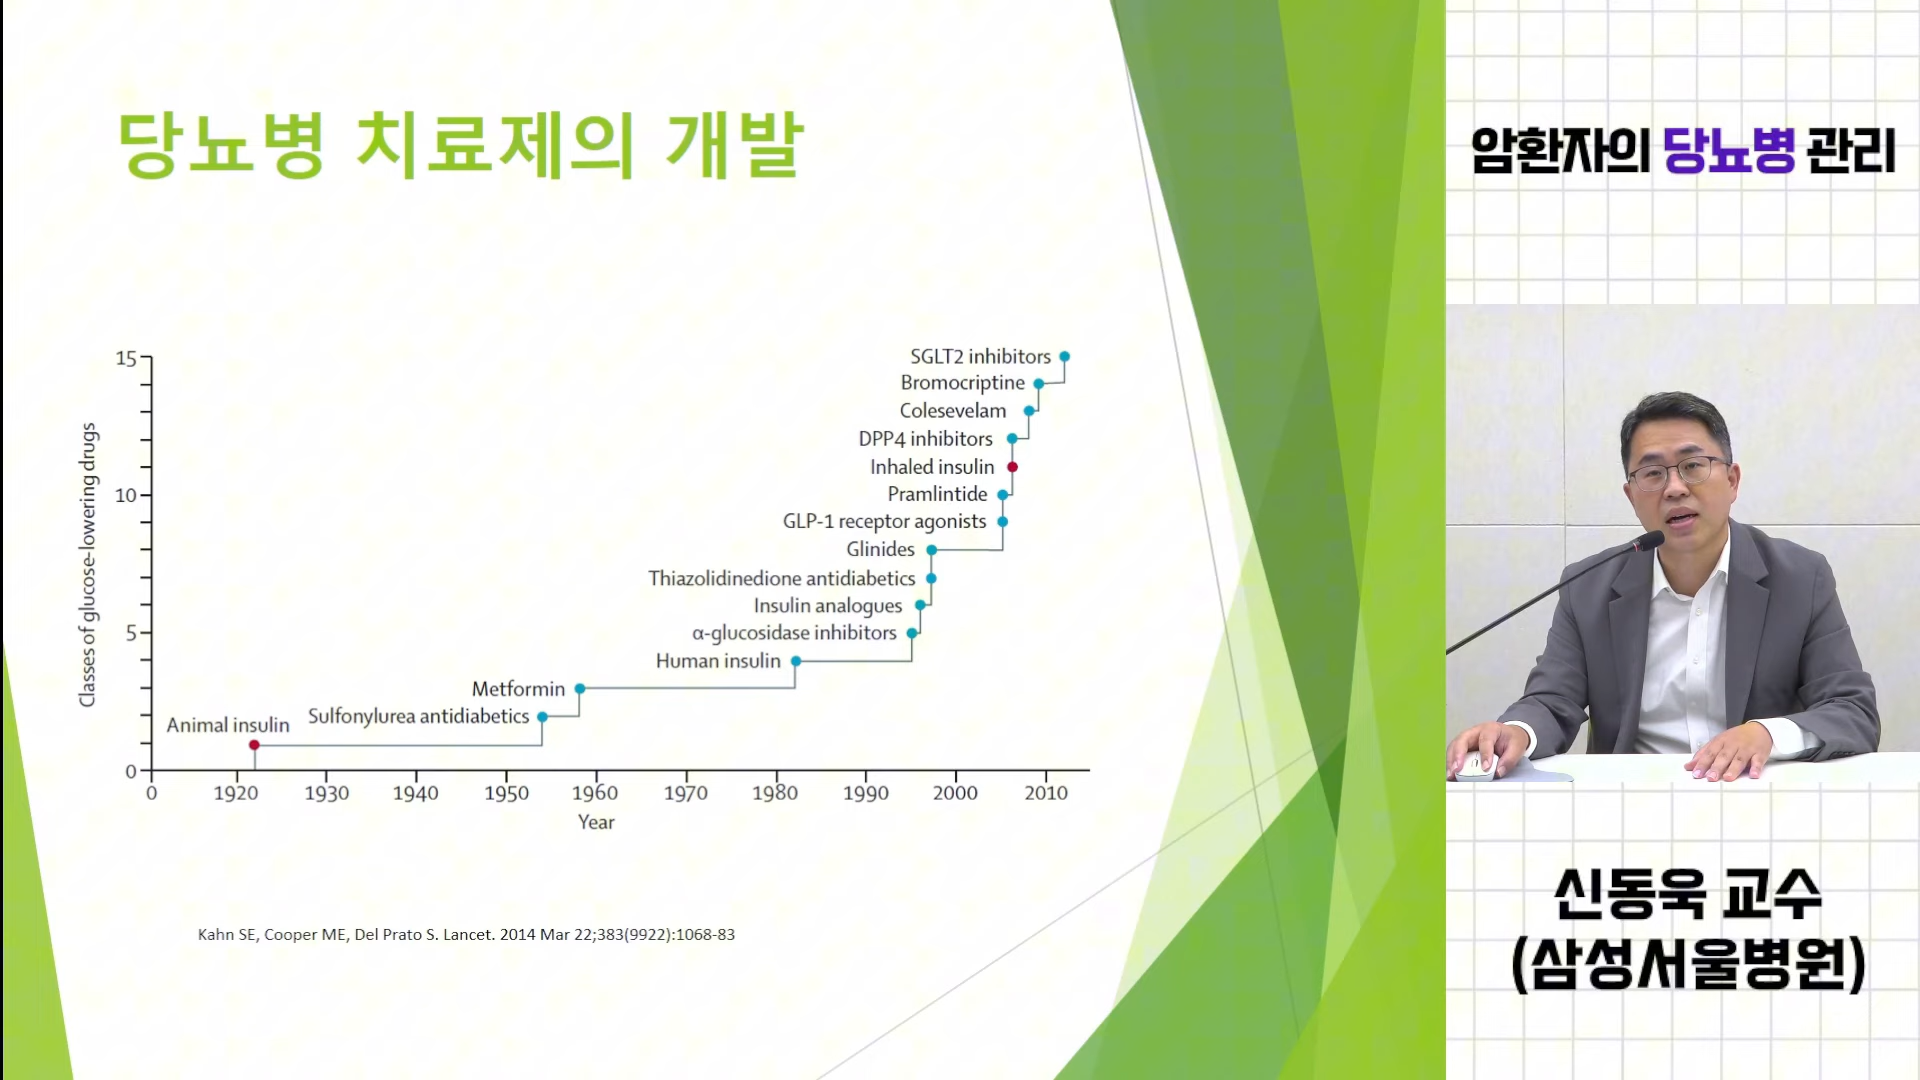 당뇨병 치료제의 개발
Classes of glucose-lowering drugs
15
10
5
0
SGLT2 inhibitors
Bromocriptine
Colesevelam
DPP4 inhibitors
Inhaled insulin
Pramlintide
GLP-1 receptor agonists
Glinides
Thiazolidinedione antidiabetics
Insulin analogues
α-glucosidase inhibitors
Human insulin
Metformin
Sulfonylurea antidiabetics
Animal insulin
0 1920 1930 1940 1950 1960 1970 1980 1990 2000 2010
Year
Kahn SE, Cooper ME, Del Prato S. Lancet. 2014 Mar 22;383(9922):1068-83
암환자의 당뇨병 관리
신동욱 교수
(삼성서울병원)